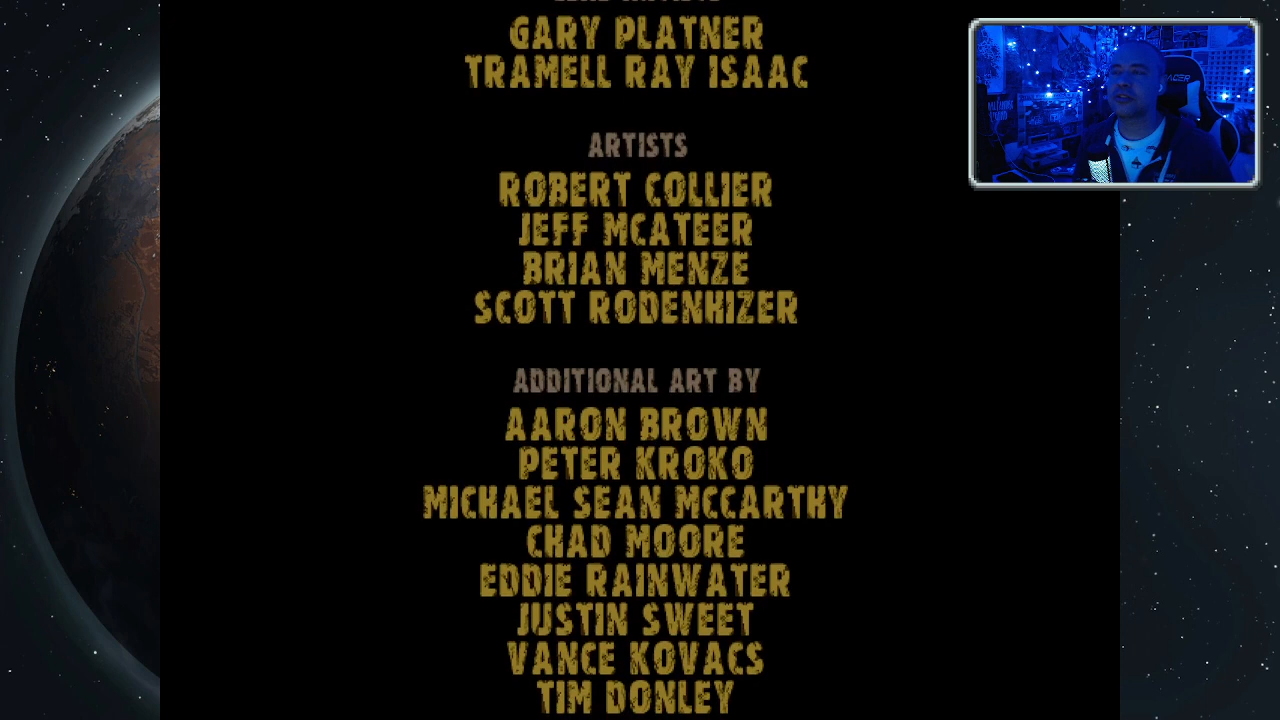 GARY PLATNER
TRAMELL RAY ISAAC
ARTISTS
ROBERT COLLIER
JEFF MCATEER
BRIAN MENZE
SCOTT RODENHIZER
ADDITIONAL ART BY
AARON BROWN
PETER KROKO
MICHAEL SEAN MCCARTHY
CHAD MOORE
EDDIE RAINWATER
JUSTIN SWEET
VANCE KOVACS
TIM DONLEY